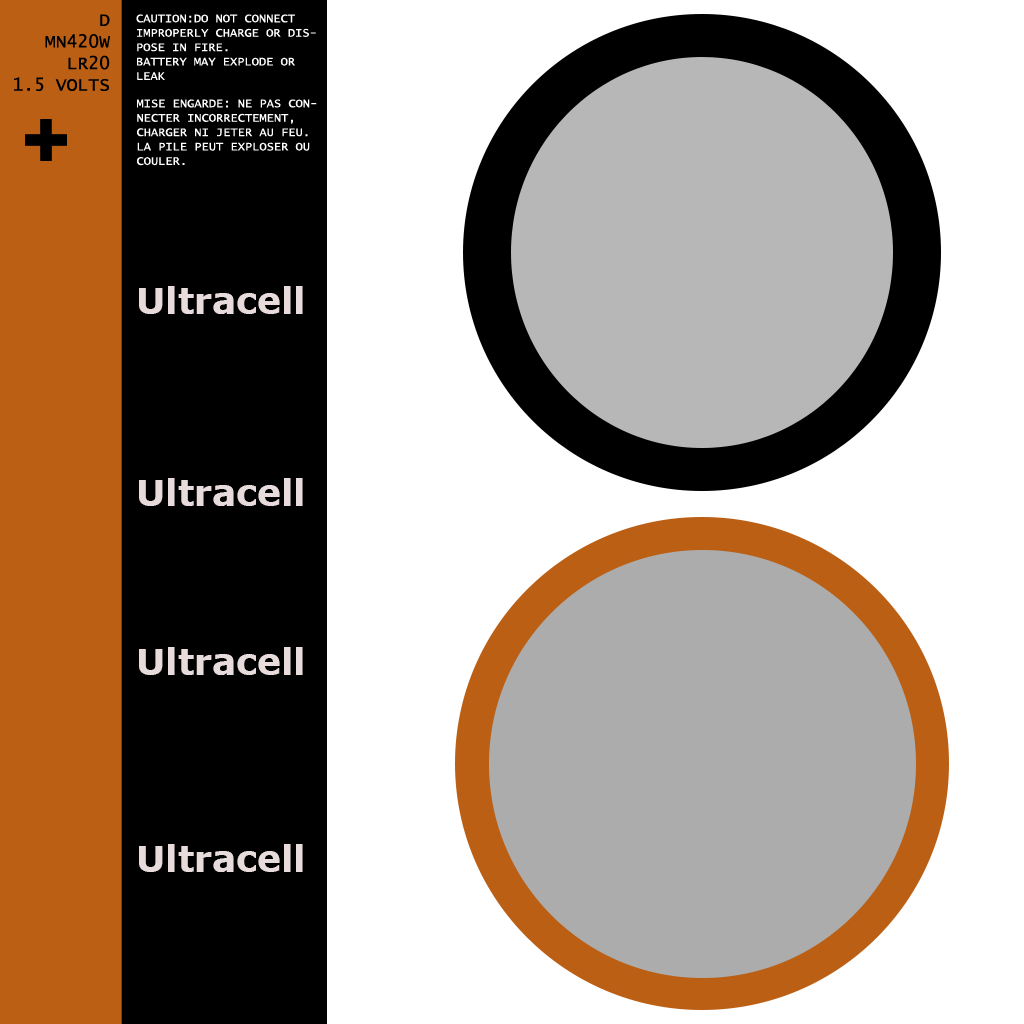 D
MN420W
LR20
1.5 VOLTS
CAUTION:DO NOT CONNECT
IMPROPERLY CHARGE OR DIS-
POSE IN FIRE.
BATTERY MAY EXPLODE OR
LEAK
MISE ENGARDE: NE PAS CON-
NECTER INCORRECTEMENT,
CHARGER NI JETER AU FEU.
LA PILE PEUT EXPLOSER OU
COULER.
Ultracell
Ultracell
Ultracell
Ultracell